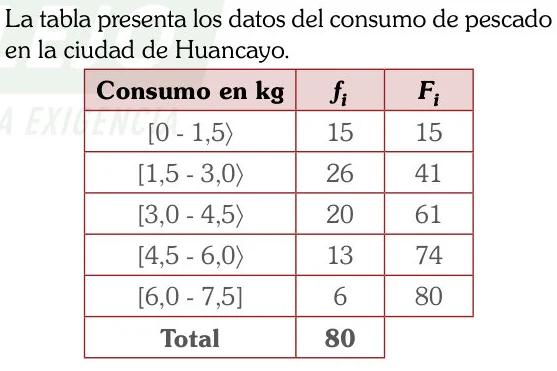 La tabla presenta los datos del consumo de pescado
en la ciudad de Huancayo.
Consumo en kg fi Fi
[0 - 1,5⟩ 15 15
[1,5 - 3,0⟩ 26 41
[3,0 - 4,5⟩ 20 61
[4,5 - 6,0⟩ 13 74
[6,0 - 7,5] 6 80
Total 80
A EXIGENCIA